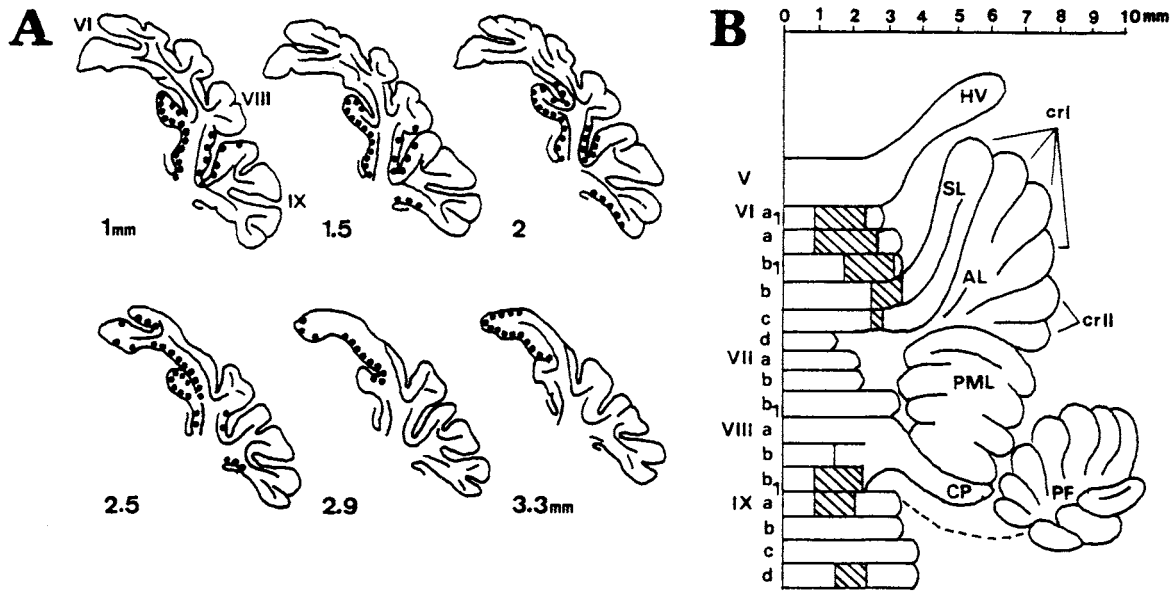 A
VI
VIII
IX
1mm
1.5
2
2.5
2.9
3.3mm
B
0 1 2 3 4 5 6 7 8 9 10 mm
HV
crI
V
SL
VI a1
a
b1
b
AL
c
crII
d
VII a
b
PML
b1
VIII a
b
b1
CP
PF
IX a
b
c
d